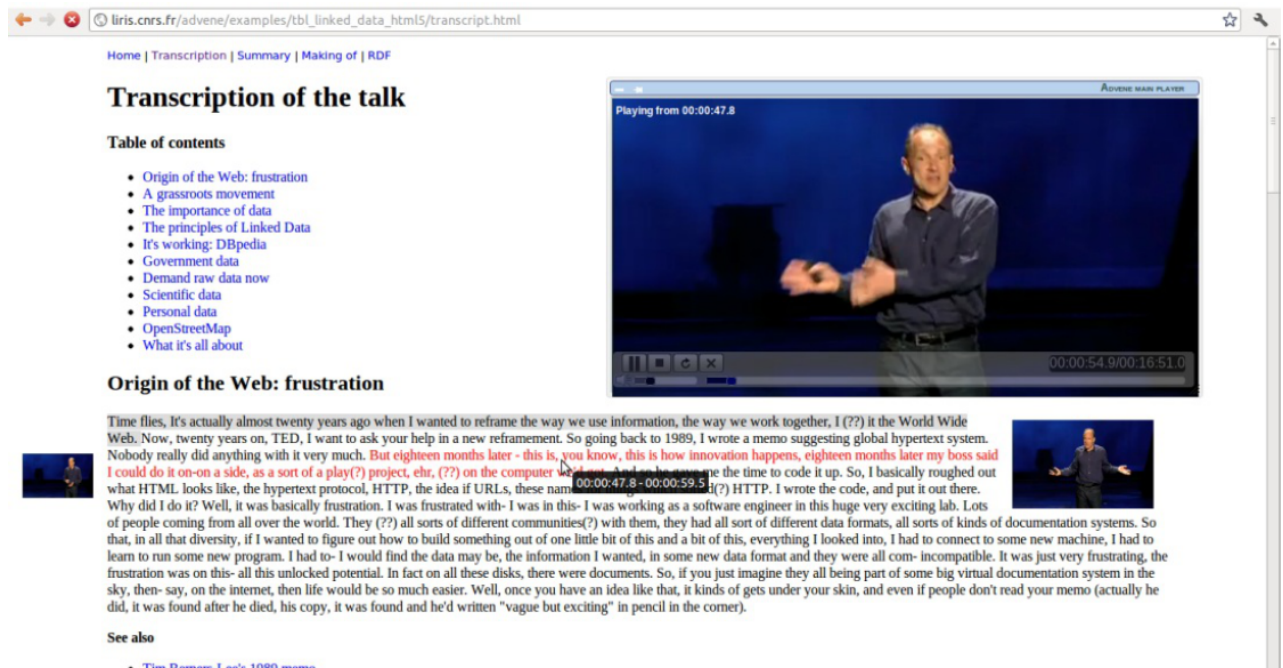 liris.cnrs.fr/advene/examples/tbl_linked_data_html5/transcript.html
Home | Transcription | Summary | Making of | RDF
Transcription of the talk
Table of contents
Origin of the Web: frustration
A grassroots movement
The importance of data
The principles of Linked Data
It's working: DBpedia
Government data
Demand raw data now
Scientific data
Personal data
OpenStreetMap
What it's all about
ADVENE MAIN PLAYER
Playing from 00:00:47.8
00:00:54.9/00:16:51.0
Origin of the Web: frustration
Time flies, It's actually almost twenty years ago when I wanted to reframe the way we use information, the way we work together, I (??) it the World Wide
Web. Now, twenty years on, TED, I want to ask your help in a new reframement. So going back to 1989, I wrote a memo suggesting global hypertext system.
Nobody really did anything with it very much. But eighteen months later - this is, you know, this is how innovation happens, eighteen months later my boss said
I could do it on-on a side, as a sort of a play(?) project, ehr, (??) on the computer And so he gave me the time to code it up. So, I basically roughed out
what HTML looks like, the hypertext protocol, HTTP, the idea if URLs, these d(?) HTTP. I wrote the code, and put it out there.
00:00:47.8 - 00:00:59.5
Why did I do it? Well, it was basically frustration. I was frustrated with- I was in this- I was working as a software engineer in this huge very exciting lab. Lots
of people coming from all over the world. They (??) all sorts of different communities(?) with them, they had all sort of different data formats, all sorts of kinds of documentation systems. So
that, in all that diversity, if I wanted to figure out how to build something out of one little bit of this and a bit of this, everything I looked into, I had to connect to some new machine, I had to
learn to run some new program. I had to- I would find the data may be, the information I wanted, in some new data format and they were all com- incompatible. It was just very frustrating, the
frustration was on this- all this unlocked potential. In fact on all these disks, there were documents. So, if you just imagine they all being part of some big virtual documentation system in the
sky, then- say, on the internet, then life would be so much easier. Well, once you have an idea like that, it kinds of gets under your skin, and even if people don't read your memo (actually he
did, it was found after he died, his copy, it was found and he'd written "vague but exciting" in pencil in the corner).
See also
Tim Berners-Lee's 1989 memo